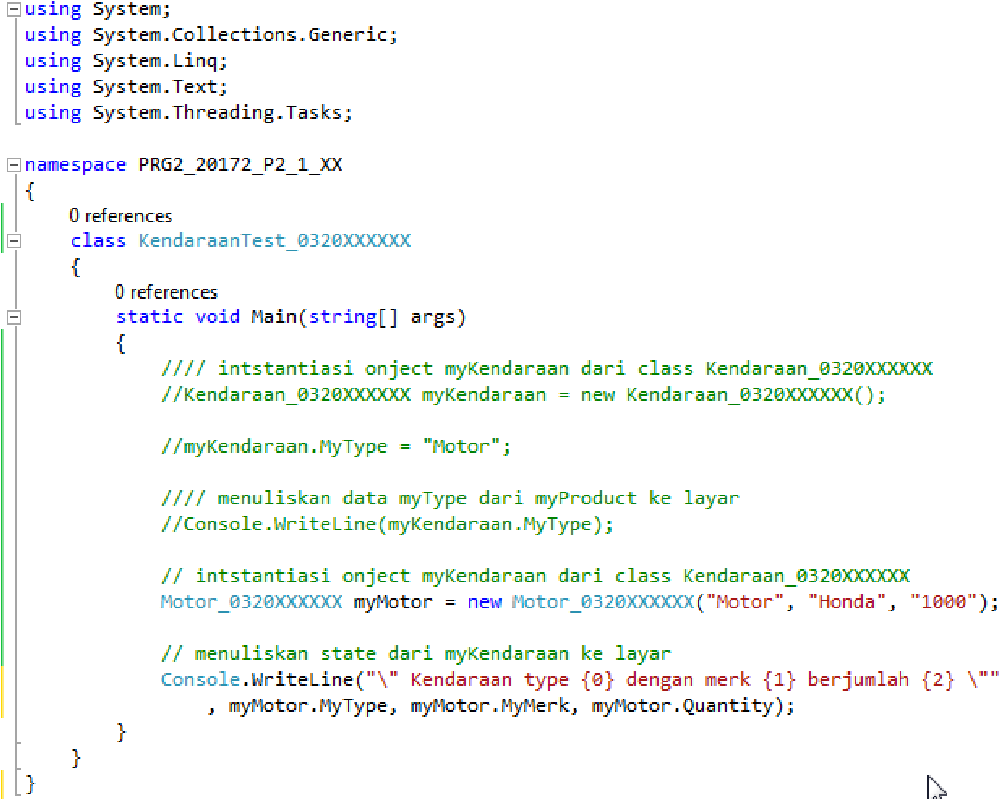 using System;
using System.Collections.Generic;
using System.Linq;
using System.Text;
using System.Threading.Tasks;
namespace PRG2_20172_P2_1_XX
{
0 references
class KendaraanTest_0320XXXXXX
{
0 references
static void Main(string[] args)
{
//// intstantiasi onject myKendaraan dari class Kendaraan_0320XXXXXX
//Kendaraan_0320XXXXXX myKendaraan = new Kendaraan_0320XXXXXX();
//myKendaraan.MyType = "Motor";
//// menuliskan data myType dari myProduct ke layar
//Console.WriteLine(myKendaraan.MyType);
// intstantiasi onject myKendaraan dari class Kendaraan_0320XXXXXX
Motor_0320XXXXXX myMotor = new Motor_0320XXXXXX("Motor", "Honda", "1000");
// menuliskan state dari myKendaraan ke layar
Console.WriteLine("\" Kendaraan type {0} dengan merk {1} berjumlah {2} \""
, myMotor.MyType, myMotor.MyMerk, myMotor.Quantity);
}
}
}